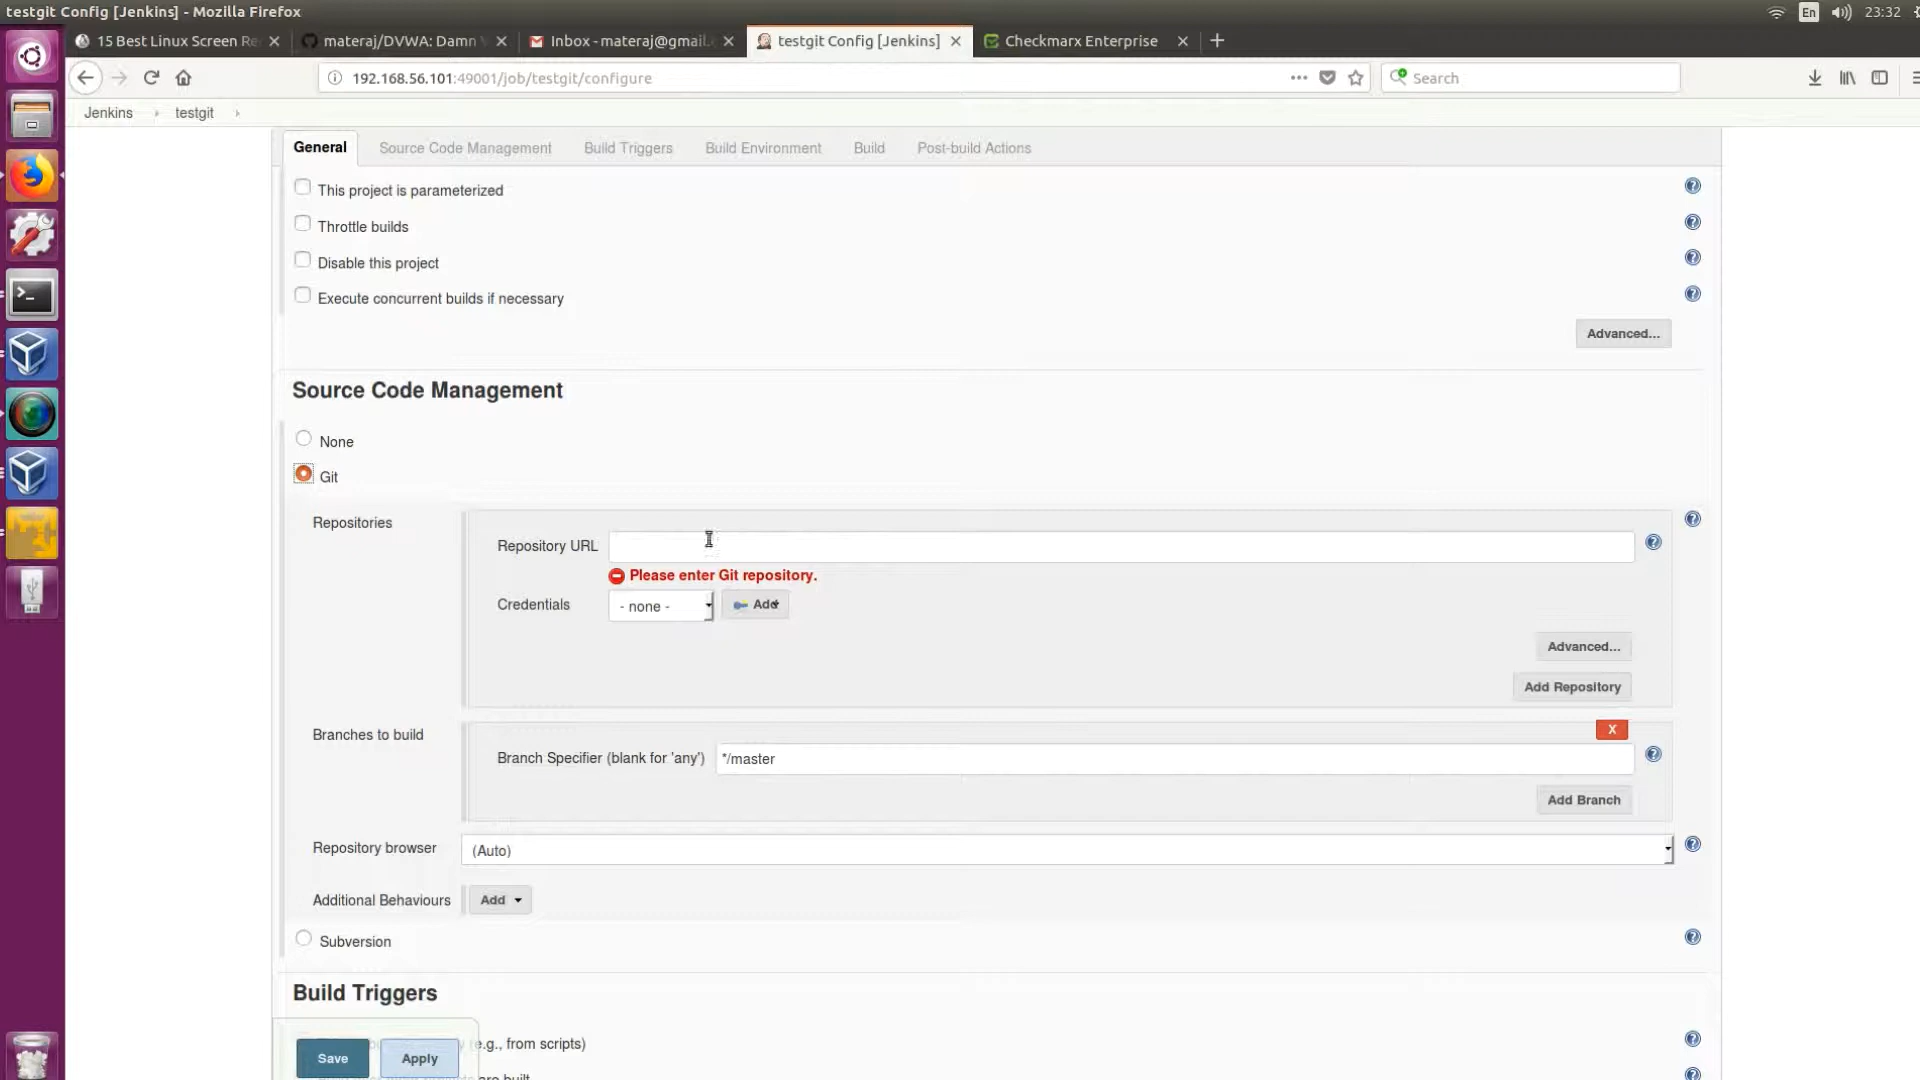 testgit Config [Jenkins] - Mozilla Firefox
En
23:32
15 Best Linux Screen Re
materaj/DVWA: Damn
Inbox - materaj@gmail.
testgit Config [Jenkins]
Checkmarx Enterprise
192.168.56.101:49001/job/testgit/configure
Search
Jenkins
testgit
General
Source Code Management
Build Triggers
Build Environment
Build
Post-build Actions
This project is parameterized
Throttle builds
Disable this project
Execute concurrent builds if necessary
Advanced...
Source Code Management
None
Git
Repositories
Repository URL
Please enter Git repository.
Credentials
- none -
Add
Advanced...
Add Repository
Branches to build
X
Branch Specifier (blank for 'any')
*/master
Add Branch
Repository browser
(Auto)
Additional Behaviours
Add
Subversion
Build Triggers
(e.g., from scripts)
Save
Apply
are built